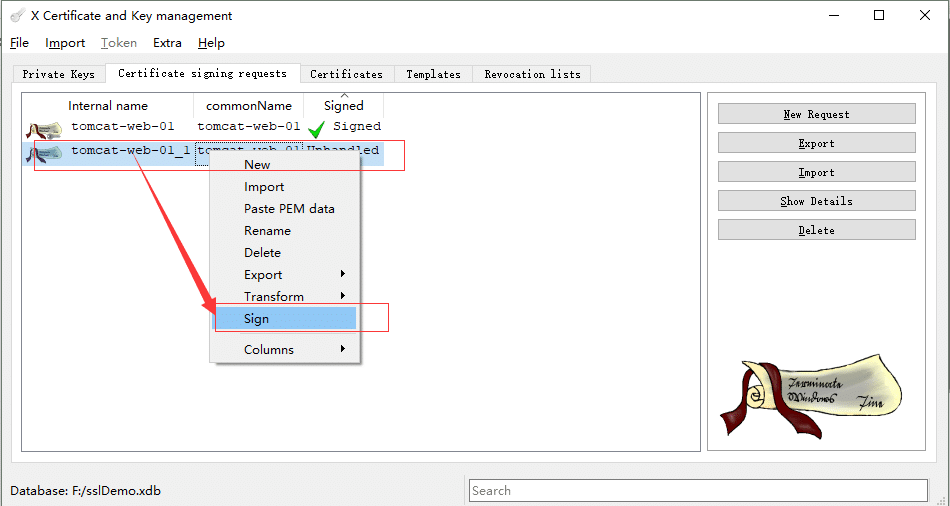 X Certificate and Key management
File Import Token Extra Help
Private Keys Certificate signing requests Certificates Templates Revocation lists
Internal name commonName Signed
tomcat-web-01 tomcat-web-01 Signed
tomcat-web-01_1 tomcat-web-01 Unhandled
New
Import
Paste PEM data
Rename
Delete
Export
Transform
Sign
Columns
New Request
Export
Import
Show Details
Delete
Terminate
Windows
Time
Database: F:/sslDemo.xdb
Search